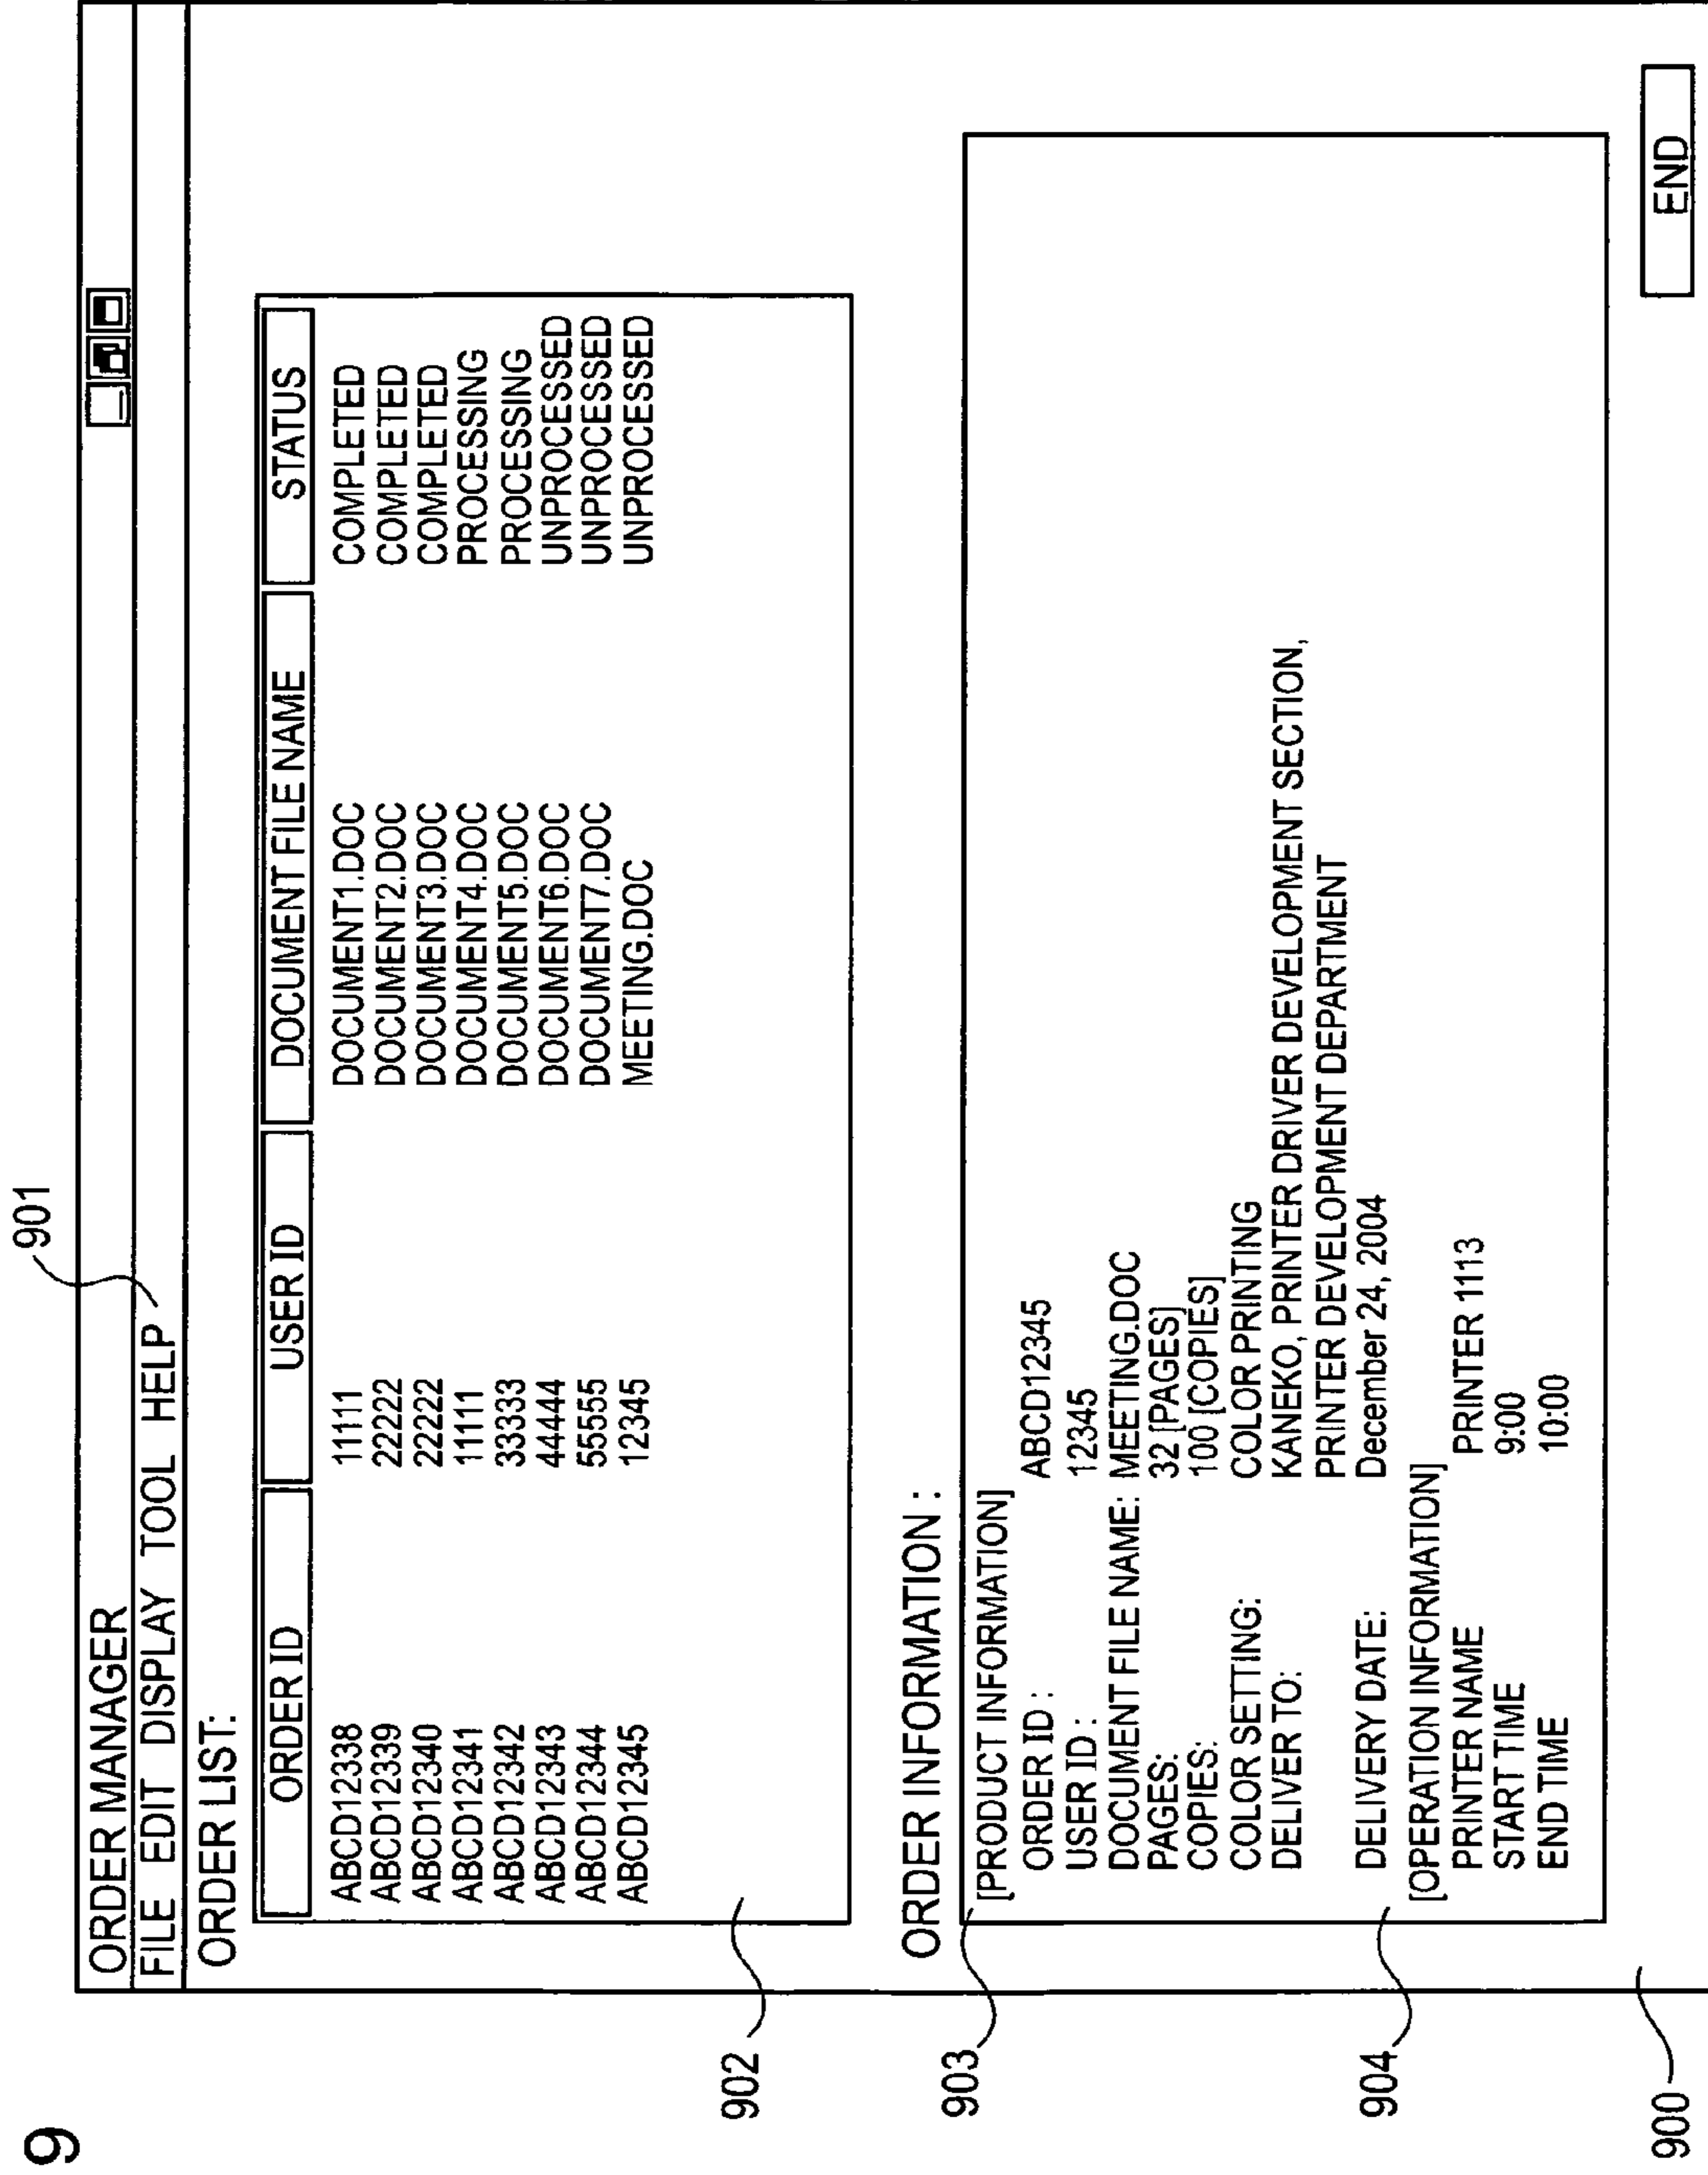 9
901
ORDER MANAGER
FILE EDIT DISPLAY TOOL HELP
ORDER LIST:
ORDER ID USER ID DOCUMENT FILE NAME STATUS
ABCD12338 11111 DOCUMENT1.DOC COMPLETED
ABCD12339 22222 DOCUMENT2.DOC COMPLETED
ABCD12340 22222 DOCUMENT3.DOC COMPLETED
ABCD12341 11111 DOCUMENT4.DOC PROCESSING
ABCD12342 33333 DOCUMENT5.DOC PROCESSING
ABCD12343 44444 DOCUMENT6.DOC UNPROCESSED
ABCD12344 55555 DOCUMENT7.DOC UNPROCESSED
ABCD12345 12345 MEETING.DOC UNPROCESSED
902
ORDER INFORMATION :
903
[PRODUCT INFORMATION]
ORDER ID : ABCD12345
USER ID : 12345
DOCUMENT FILE NAME: MEETING.DOC
PAGES: 32 [PAGES]
COPIES: 100 [COPIES]
COLOR SETTING: COLOR PRINTING
DELIVER TO: KANEKO, PRINTER DRIVER DEVELOPMENT SECTION,
PRINTER DEVELOPMENT DEPARTMENT
DELIVERY DATE: December 24, 2004
904
[OPERATION INFORMATION]
PRINTER NAME PRINTER 1113
START TIME 9:00
END TIME 10:00
900
END